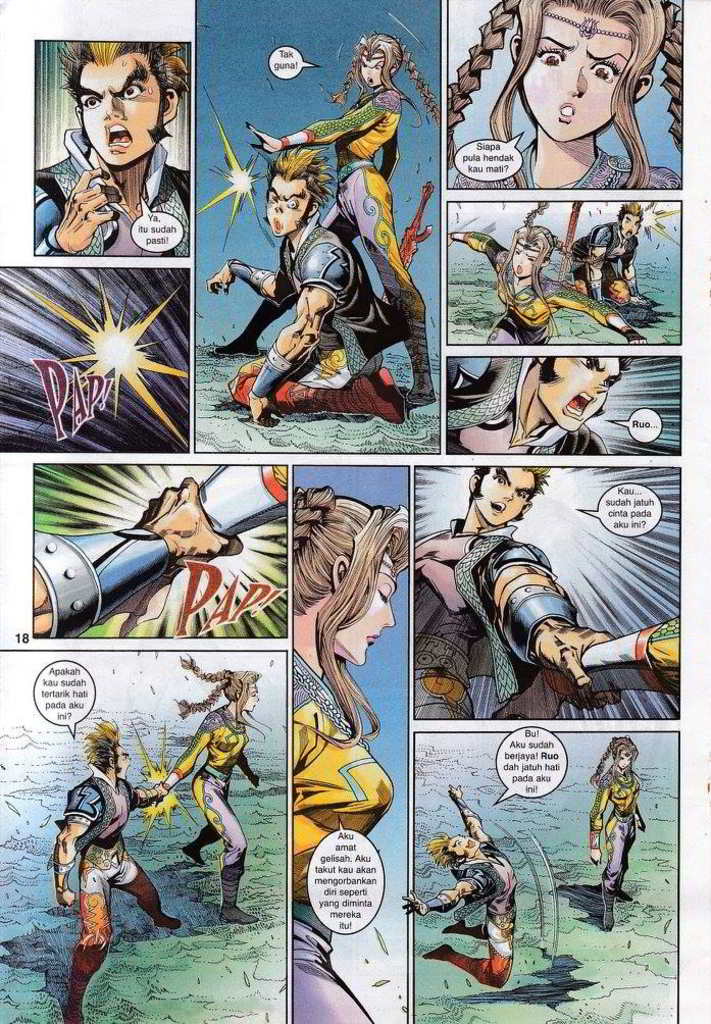 Ya,
itu sudah
pasti!
Tak
guna!
Siapa
pula hendak
kau mati?
PAP!
Ruo...
PAP!
Kau...
sudah jatuh
cinta pada
aku ini?
18
Apakah
kau sudah
tertarik hati
pada aku
ini?
Aku
amat
gelisah. Aku
takut kau akan
mengorbankan
diri seperti
yang diminta
mereka
itu!
Bu!
Aku sudah
berjaya! Ruo
dah jatuh hati
pada aku
ini!